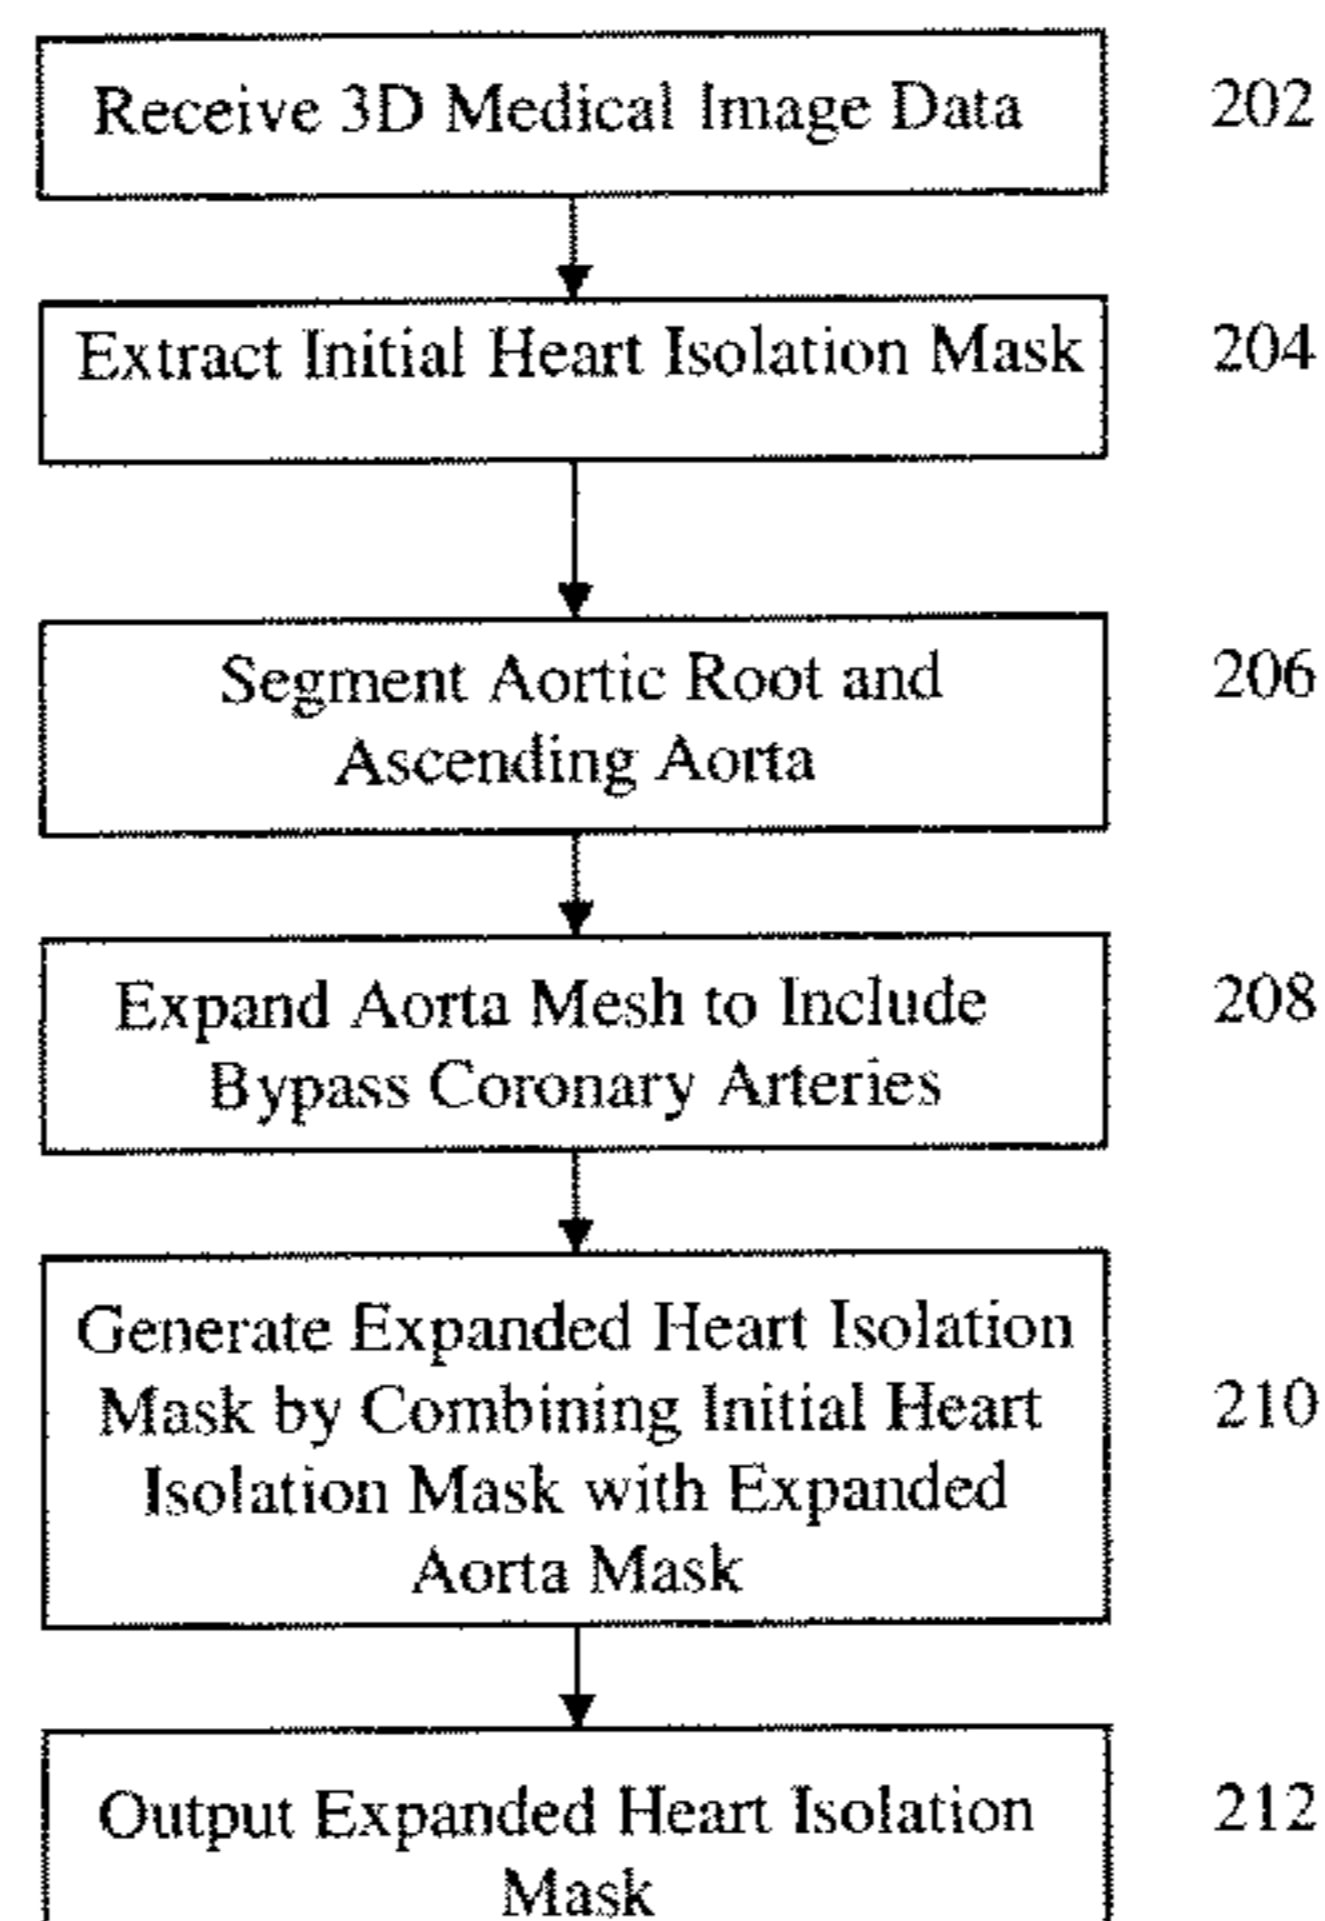 Receive 3D Medical Image Data 202
Extract Initial Heart Isolation Mask 204
Segment Aortic Root and
Ascending Aorta
206
Expand Aorta Mesh to Include
Bypass Coronary Arteries
208
Generate Expanded Heart Isolation
Mask by Combining Initial Heart
Isolation Mask with Expanded
Aorta Mask
210
Output Expanded Heart Isolation
Mask
212